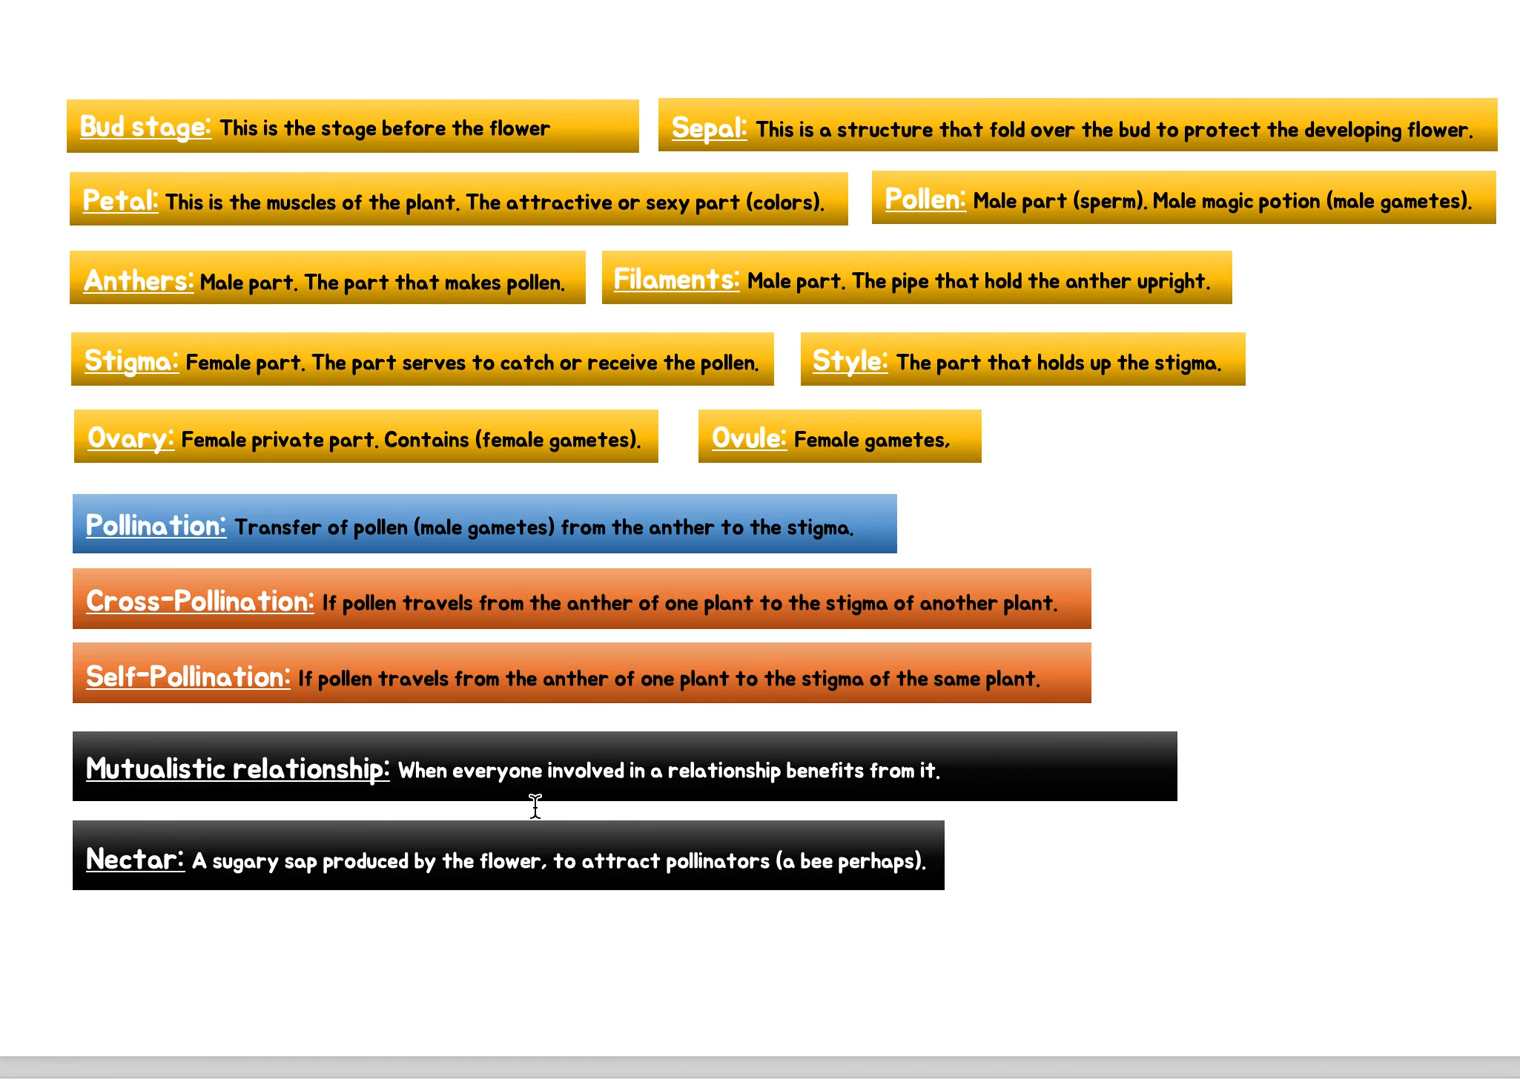 Bud stage: This is the stage before the flower
Sepal: This is a structure that fold over the bud to protect the developing flower.
Petal: This is the muscles of the plant. The attractive or sexy part (colors).
Pollen: Male part (sperm). Male magic potion (male gametes).
Anthers: Male part. The part that makes pollen.
Filaments: Male part. The pipe that hold the anther upright.
Stigma: Female part. The part serves to catch or receive the pollen.
Style: The part that holds up the stigma.
Ovary: Female private part. Contains (female gametes).
Ovule: Female gametes,
Pollination: Transfer of pollen (male gametes) from the anther to the stigma.
Cross-Pollination: If pollen travels from the anther of one plant to the stigma of another plant.
Self-Pollination: If pollen travels from the anther of one plant to the stigma of the same plant.
Mutualistic relationship: When everyone involved in a relationship benefits from it.
Nectar: A sugary sap produced by the flower, to attract pollinators (a bee perhaps).